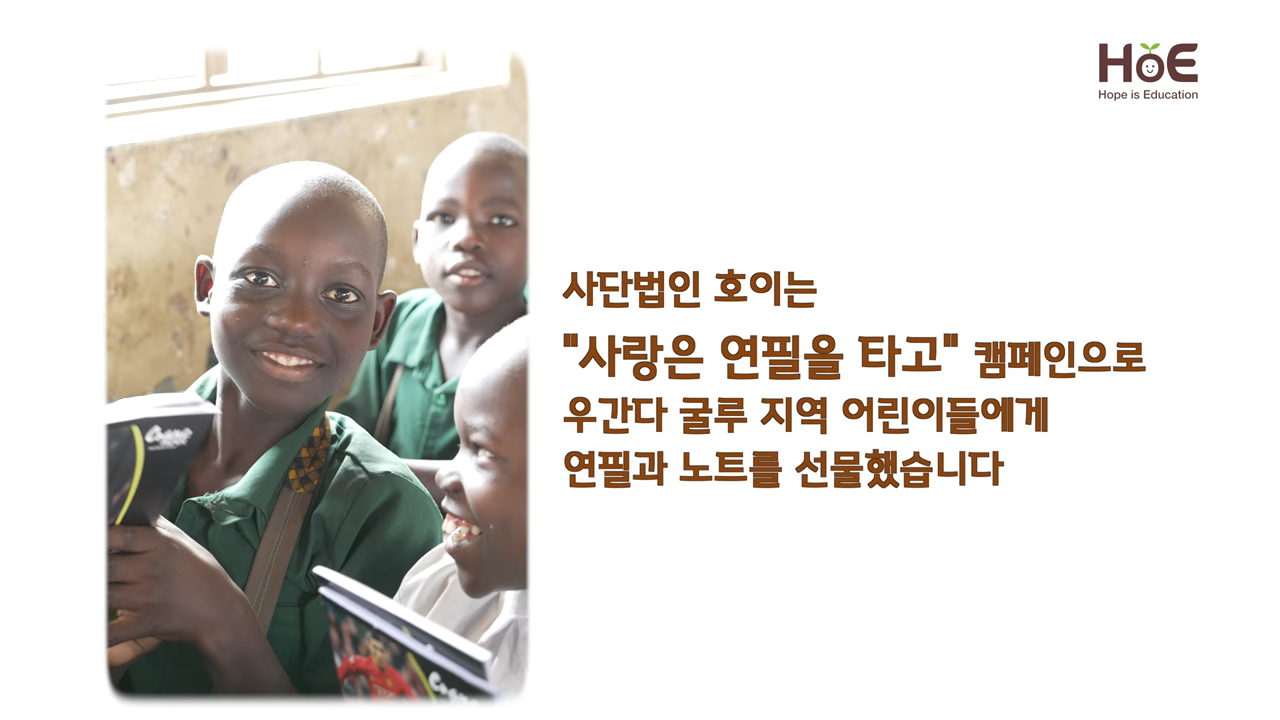 HOE
Hope is Education
사단법인 호이는
"사랑은 연필을 타고" 캠페인으로
우간다 굴루 지역 어린이들에게
연필과 노트를 선물했습니다